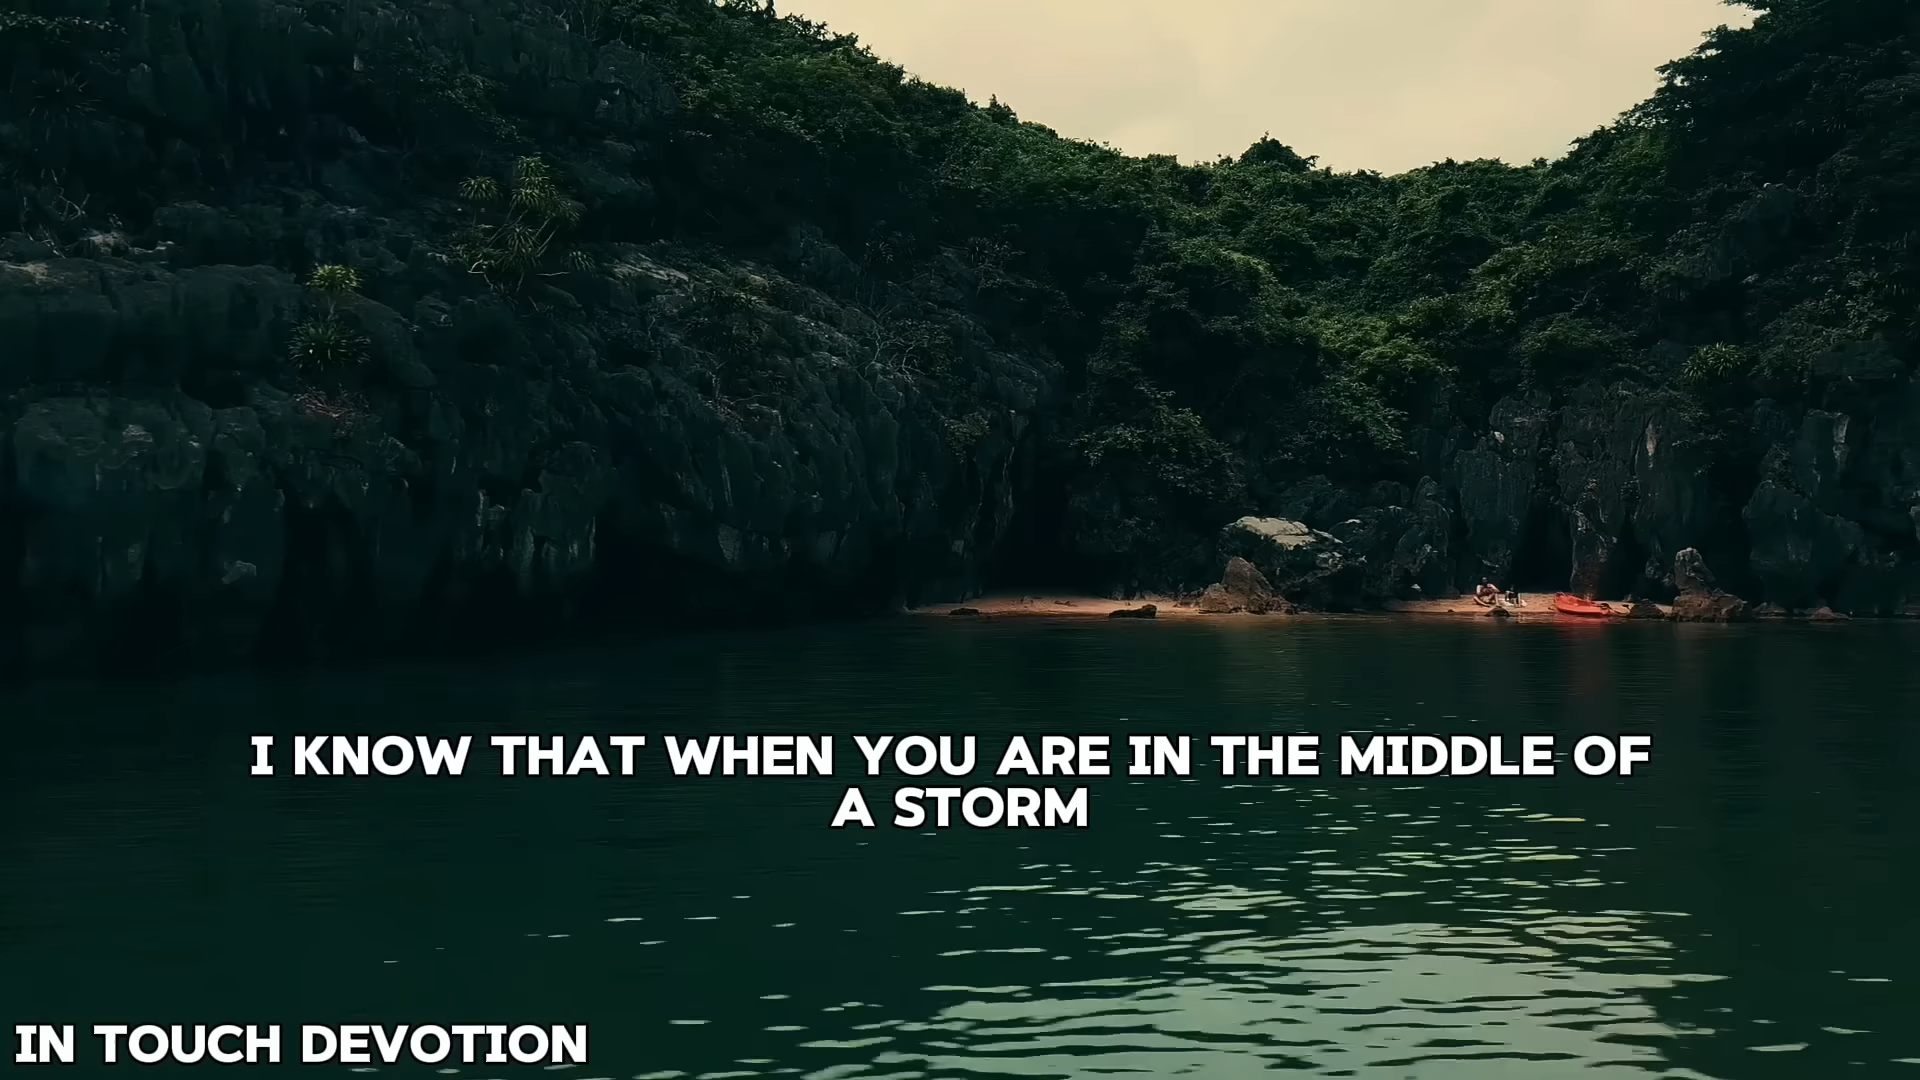 I KNOW THAT WHEN YOU ARE IN THE MIDDLE OF
A STORM
IN TOUCH DEVOTION